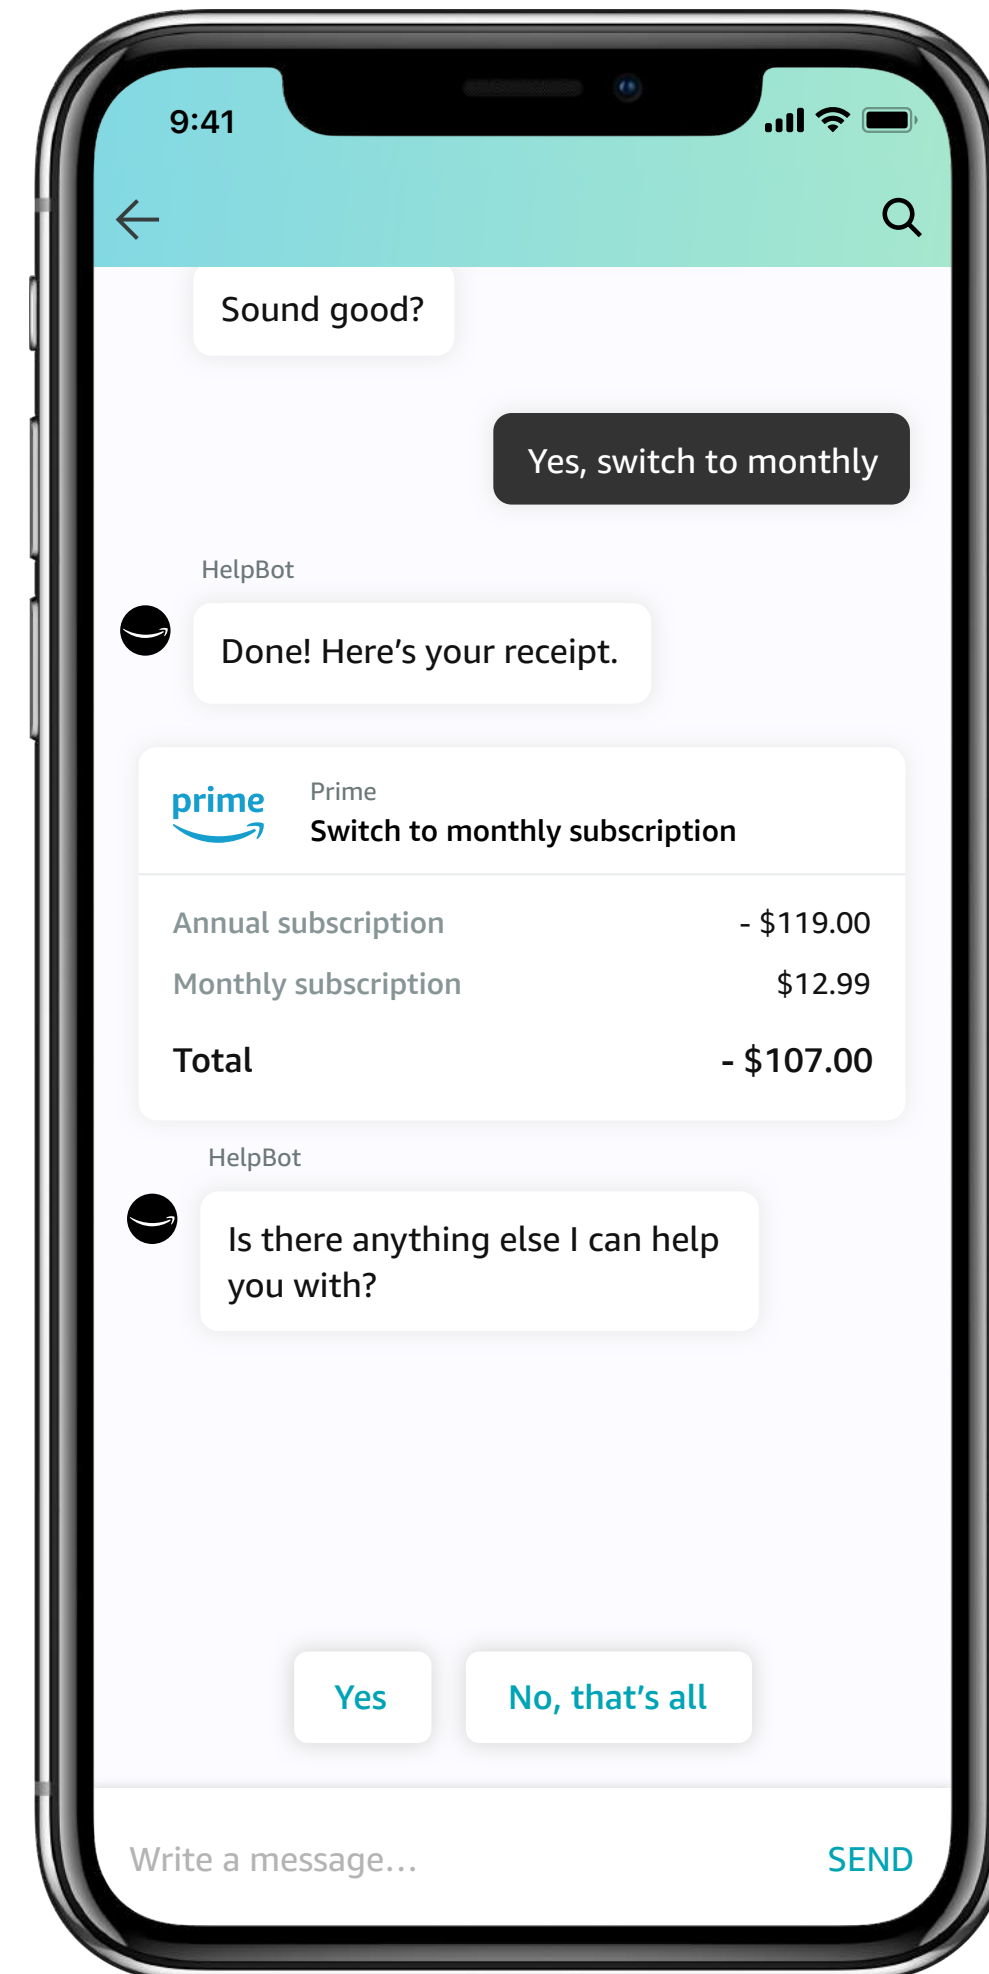 9:41
Sound good?
Yes, switch to monthly
HelpBot
Done! Here’s your receipt.
prime
Prime
Switch to monthly subscription
Annual subscription - $119.00
Monthly subscription $12.99
Total - $107.00
HelpBot
Is there anything else I can help
you with?
Yes
No, that’s all
Write a message...
SEND